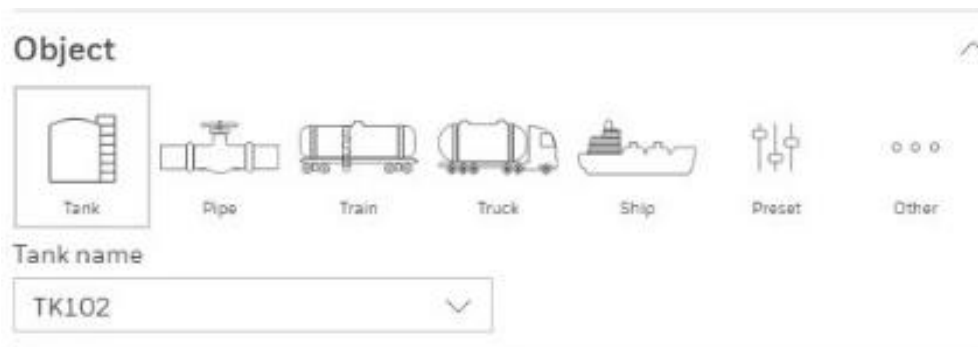 Object
Tank Pipe Train Truck Ship Preset Other
Tank name
TK102